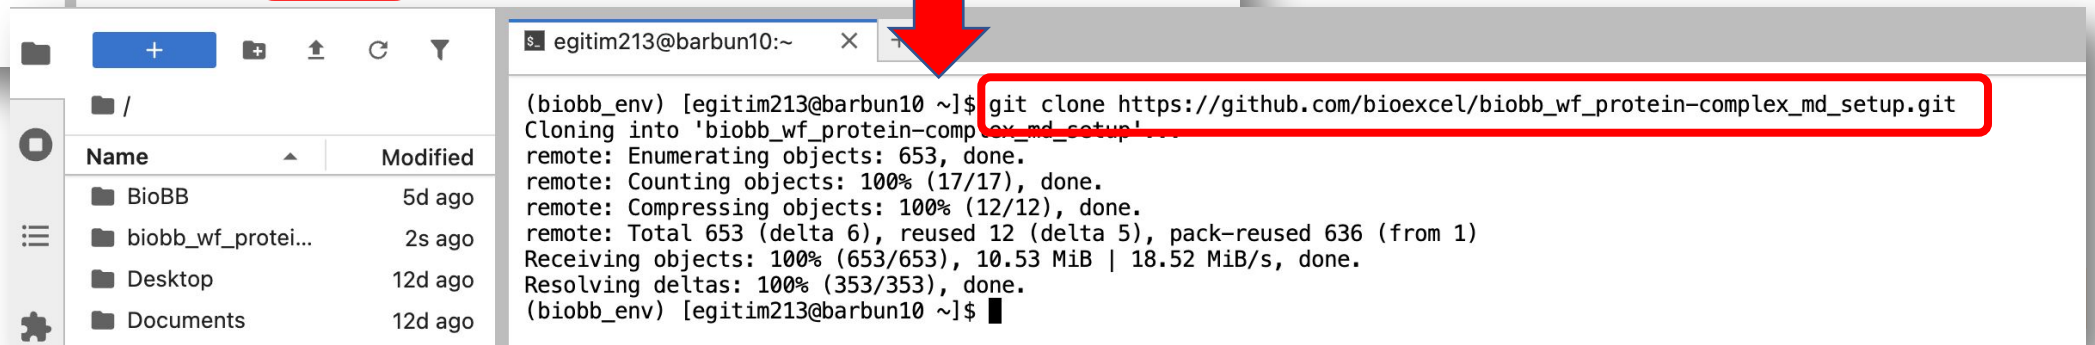 +
egitim213@barbun10:~
+
/
Name Modified
BioBB 5d ago
biobb_wf_protei... 2s ago
Desktop 12d ago
Documents 12d ago
(biobb_env) [egitim213@barbun10 ~]$ git clone https://github.com/bioexcel/biobb_wf_protein-complex_md_setup.git
Cloning into 'biobb_wf_protein-complex_md_setup'...
remote: Enumerating objects: 653, done.
remote: Counting objects: 100% (17/17), done.
remote: Compressing objects: 100% (12/12), done.
remote: Total 653 (delta 6), reused 12 (delta 5), pack-reused 636 (from 1)
Receiving objects: 100% (653/653), 10.53 MiB | 18.52 MiB/s, done.
Resolving deltas: 100% (353/353), done.
(biobb_env) [egitim213@barbun10 ~]$